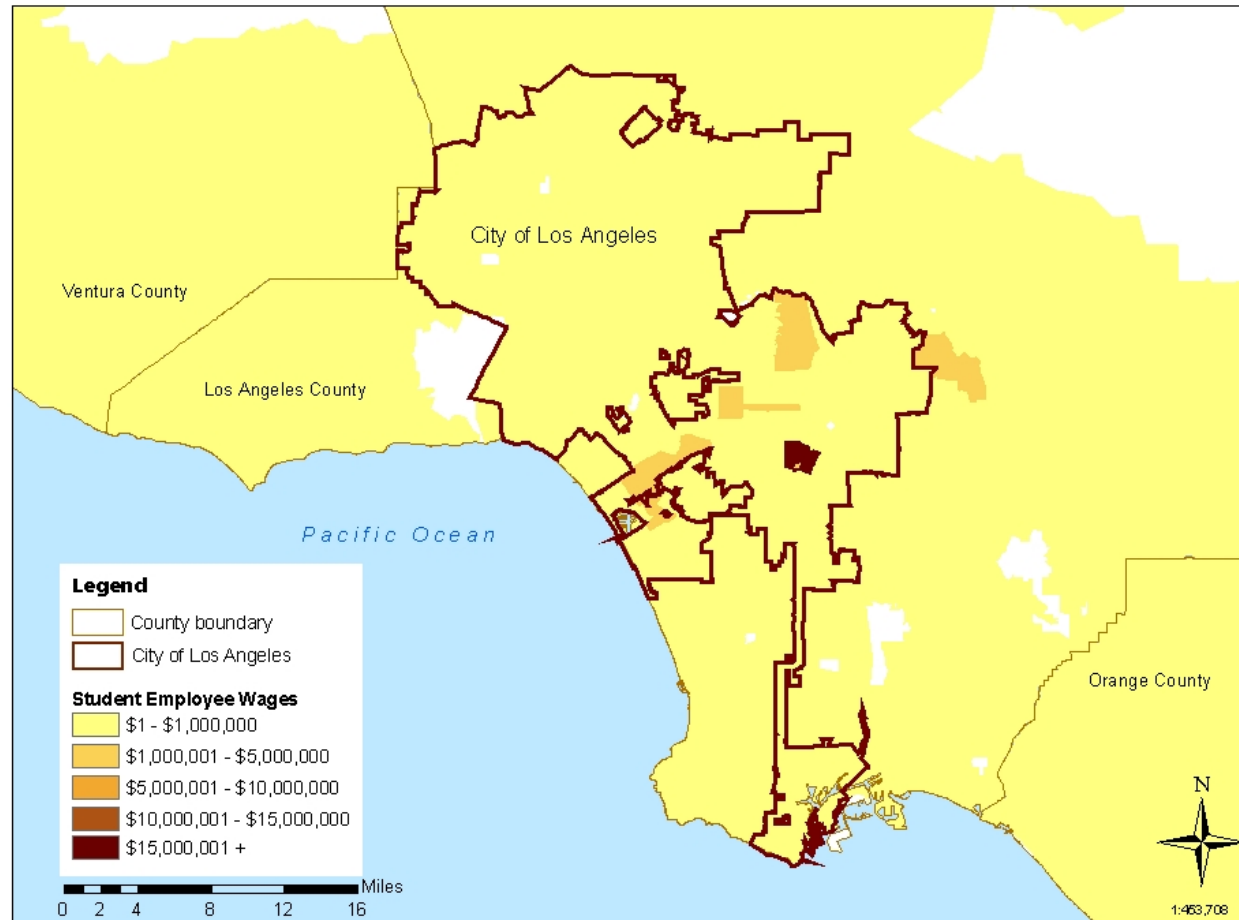 City of Los Angeles
Ventura County
Los Angeles County
Pacific Ocean
Orange County
Legend
County boundary
City of Los Angeles
Student Employee Wages
$1 - $1,000,000
$1,000,001 - $5,000,000
$5,000,001 - $10,000,000
$10,000,001 - $15,000,000
$15,000,001 +
Miles
0 2 4 8 12 16
N
1:453,708